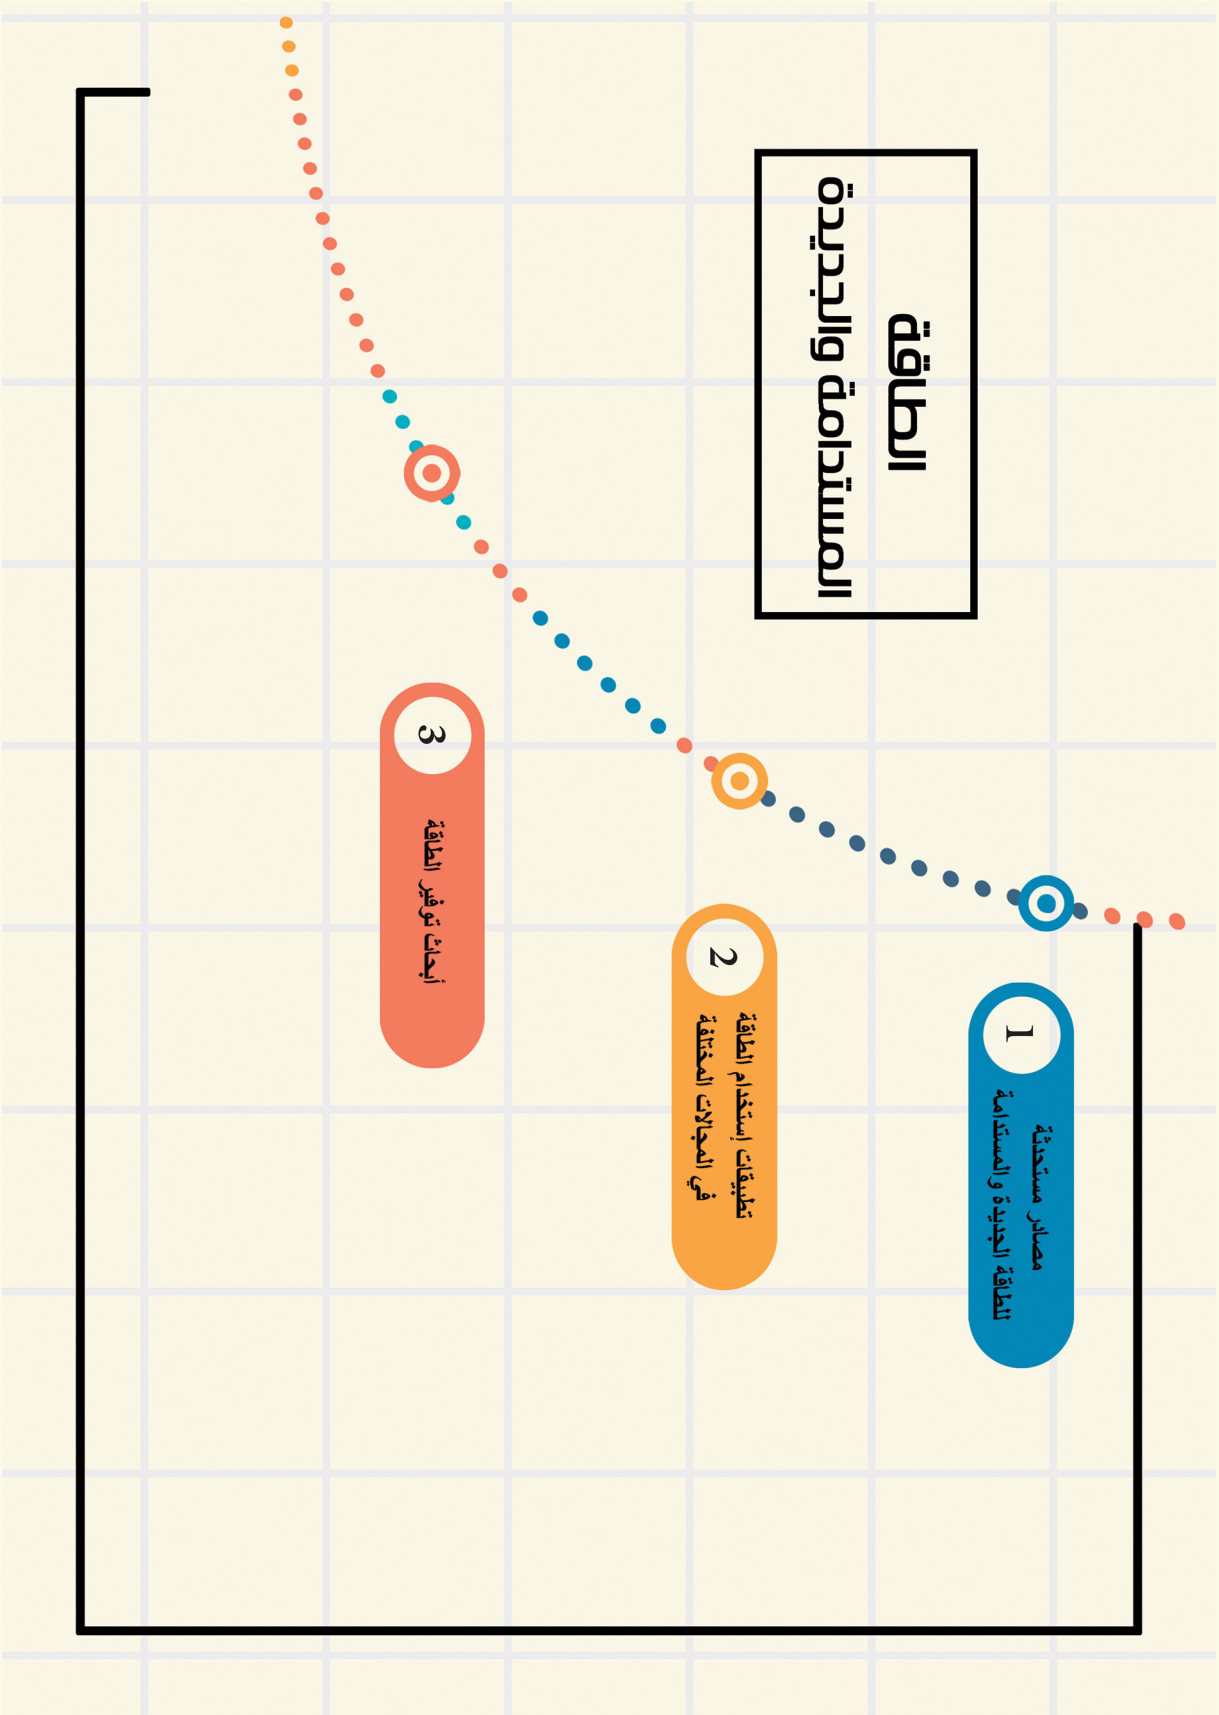 الطاقة
المستدامة والجديدة
1
مصادر مستحدثة
للطاقة الجديدة والمستدامة
2
تطبيقات إستخدام الطاقة
في المجالات المختلفة
3
أبحاث توفير الطاقة